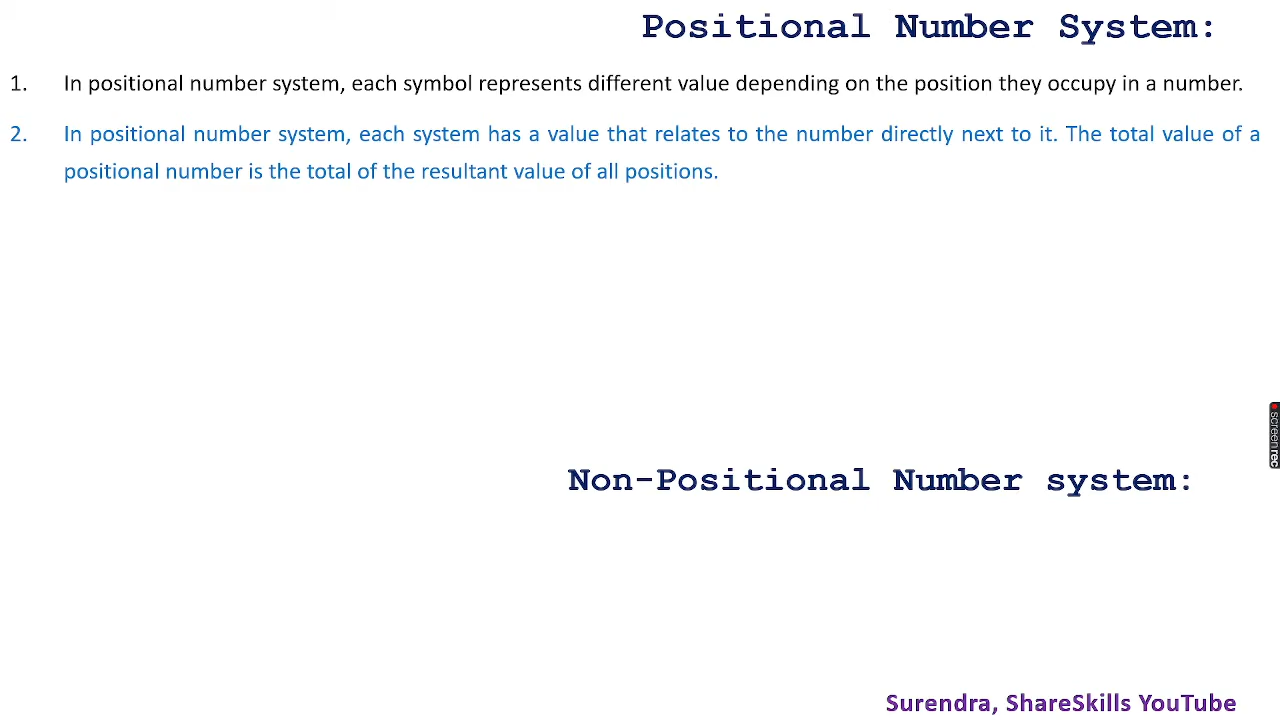 Positional Number System:
1. In positional number system, each symbol represents different value depending on the position they occupy in a number.
2. In positional number system, each system has a value that relates to the number directly next to it. The total value of a
positional number is the total of the resultant value of all positions.
screenrec
Non-Positional Number system:
Surendra, ShareSkills YouTube